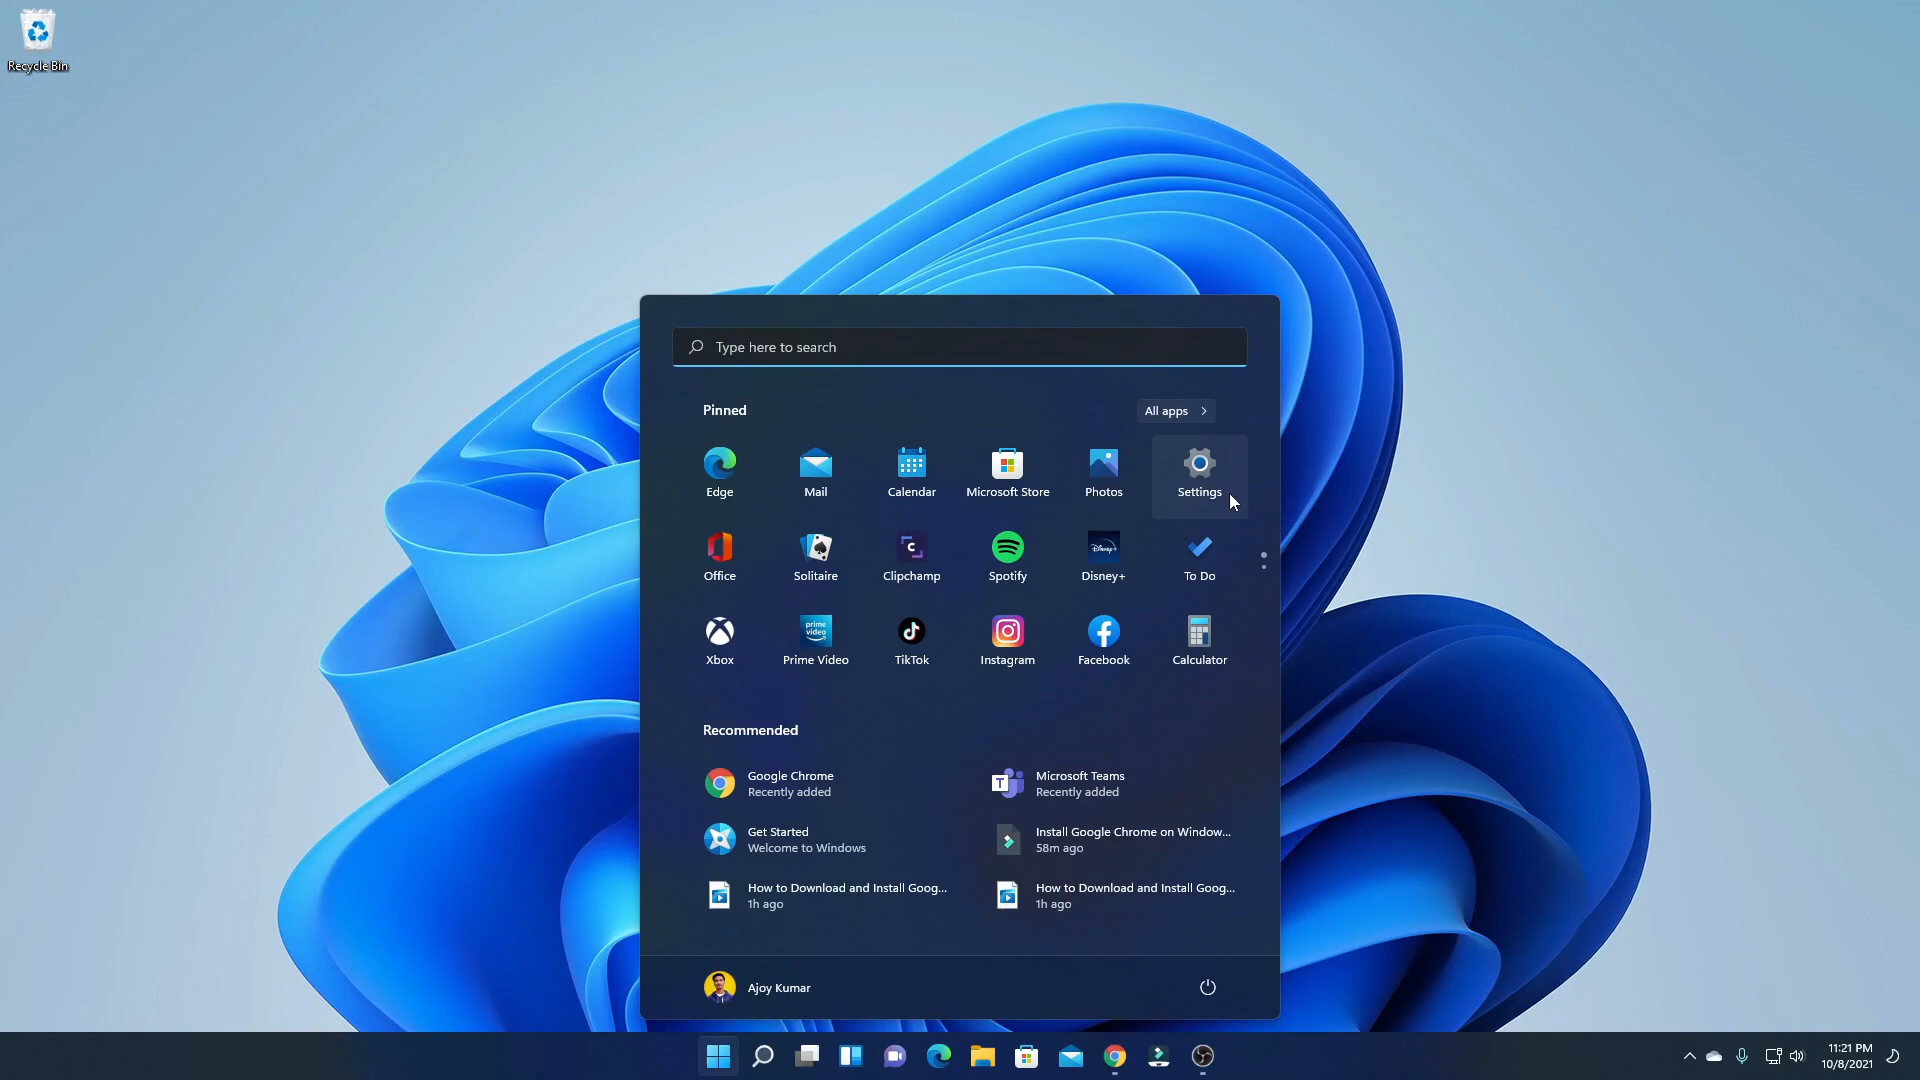 Recycle Bin
Type here to search
Pinned
All apps
Edge
Mail
Calendar
Microsoft Store
Photos
Settings
Office
Solitaire
Clipchamp
Spotify
Disney+
Disney+
To Do
Xbox
prime
video
Prime Video
TikTok
Instagram
Facebook
Calculator
Recommended
Google Chrome
Recently added
T
Microsoft Teams
Recently added
Get Started
Welcome to Windows
Install Google Chrome on Window...
58m ago
How to Download and Install Goog...
1h ago
How to Download and Install Goog...
1h ago
Ajoy Kumar
11:21 PM
10/8/2021